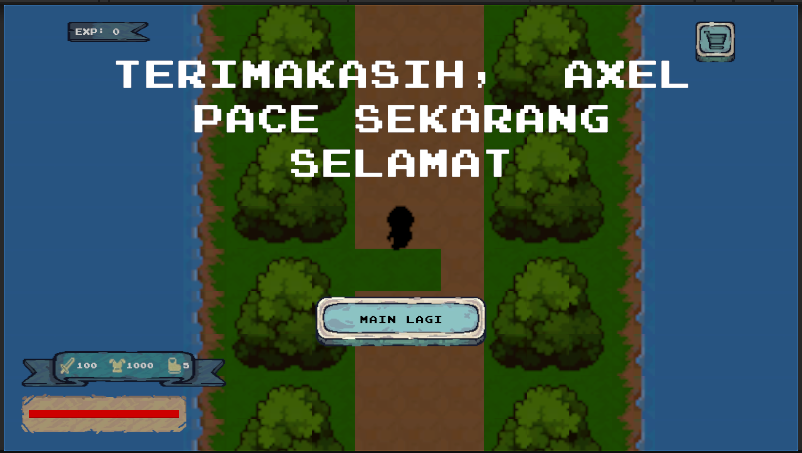 EXP: 0
TERIMAKASIH, AXEL
PACE SEKARANG
SELAMAT
MAIN LAGI
100 1000 5